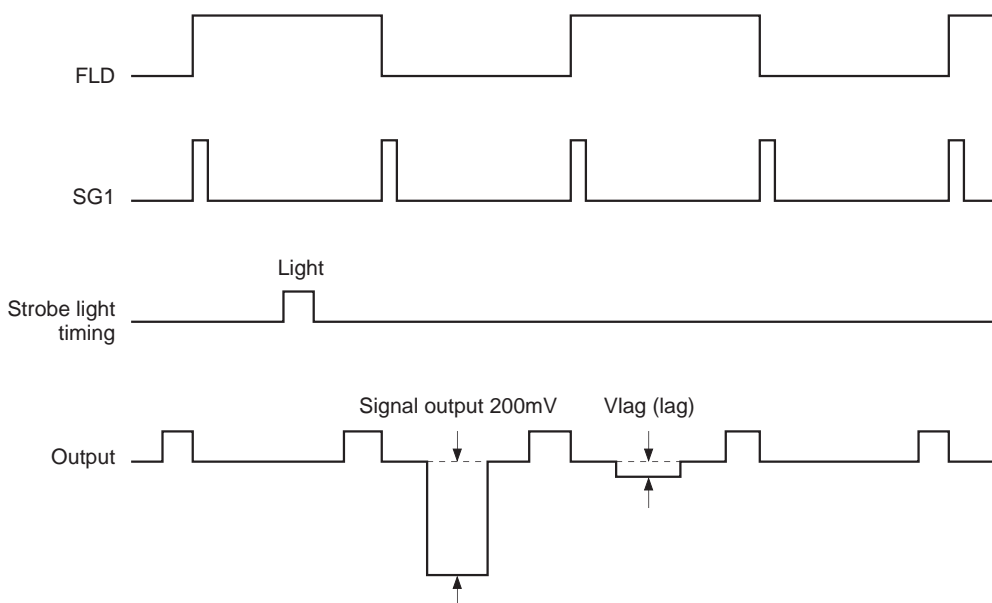 FLD
SG1
Light
Strobe light
timing
Signal output 200mV
Vlag (lag)
Output